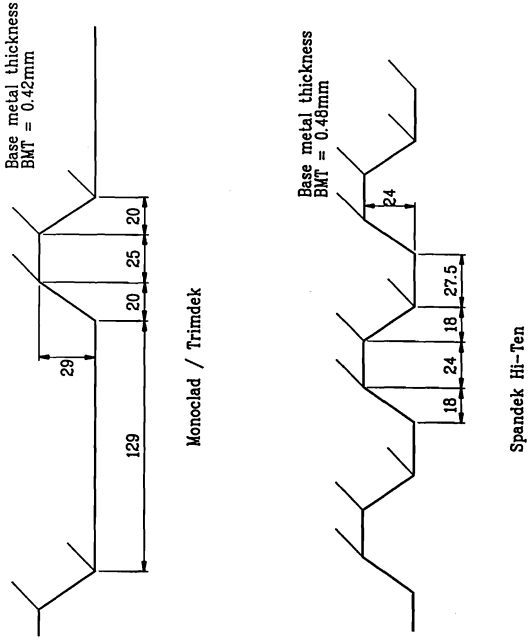 Base metal thickness
BMT = 0.42mm
29
129
20
25
20
Monoclad / Trimdek
Base metal thickness
BMT = 0.48mm
24
18
24
18
27.5
Spandek Hi-Ten